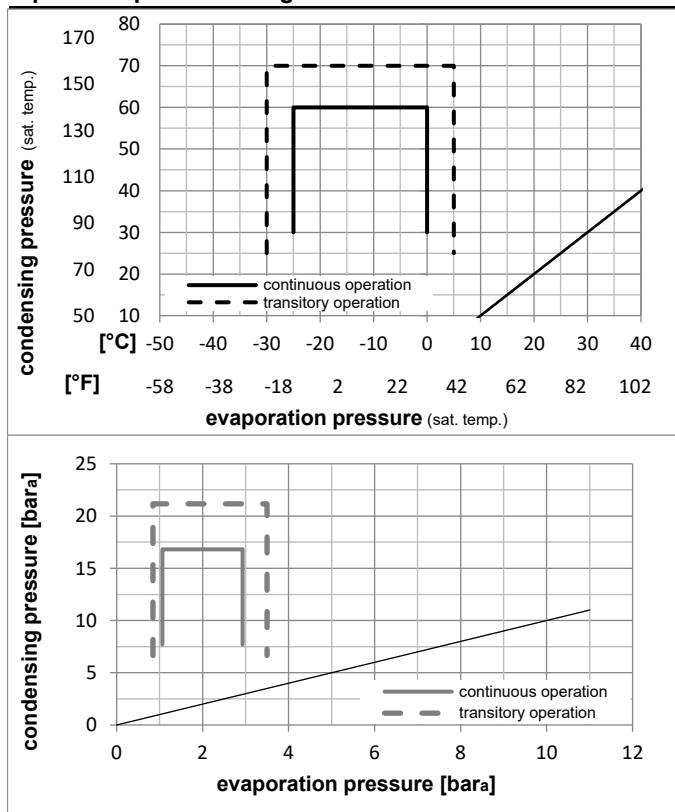 170
150
130
110
90
70
50
condensing pressure (sat. temp.)
80
70
60
50
40
30
20
10
continuous operation
transitory operation
[°C] -50 -40 -30 -20 -10 0 10 20 30 40
[°F] -58 -38 -18 2 22 42 62 82 102
evaporation pressure (sat. temp.)
condensing pressure [bara]
25
20
15
10
5
0
continuous operation
transitory operation
0 2 4 6 8 10 12
evaporation pressure [bara]